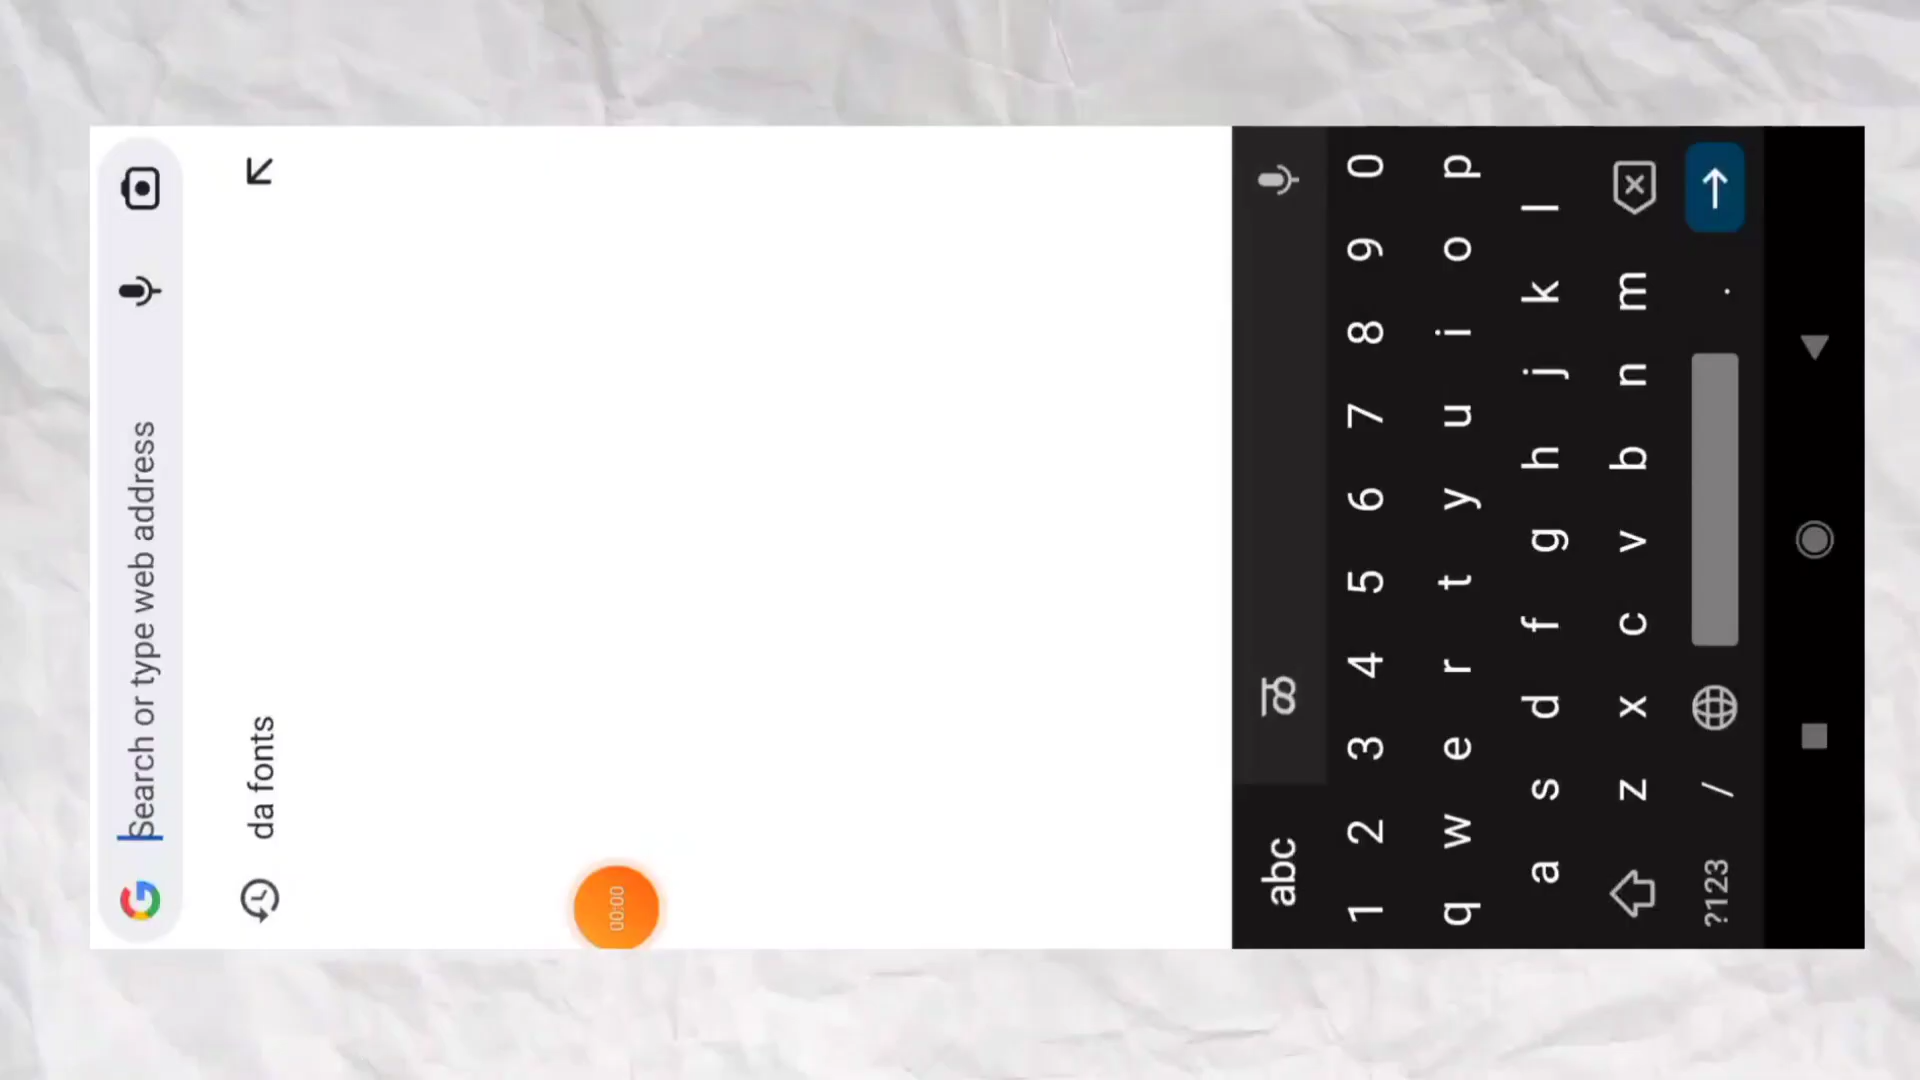 Search or type web address
da fonts
00:00
abc ಠ
1 2 3 4 5 6 7 8 9 0
q w e r t y u i o p
a s d f g h j k l
z x c v b n m
?123 / .